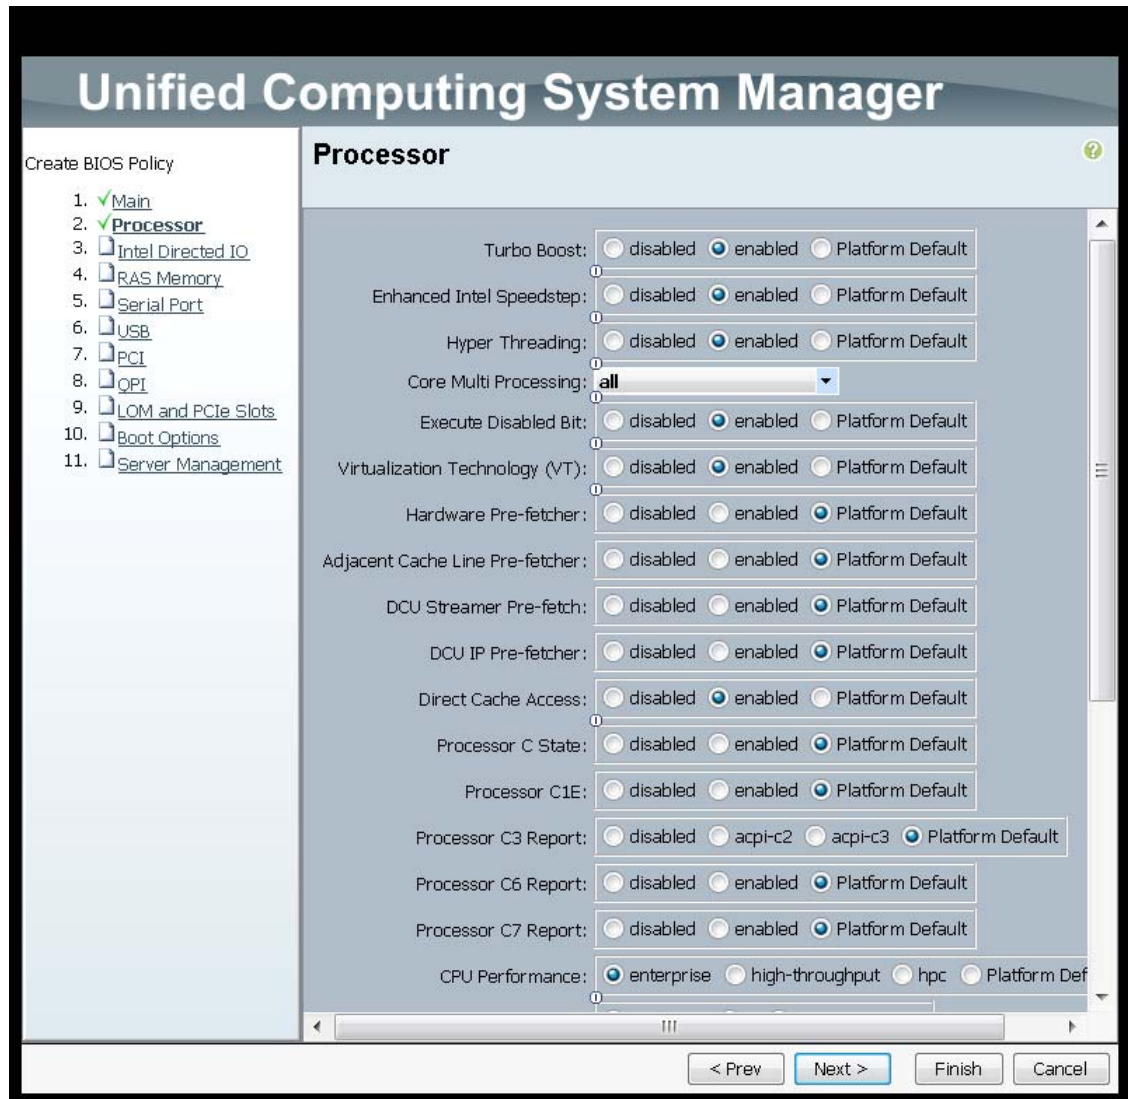 Unified Computing System Manager
Create BIOS Policy
1. Main
2. Processor
3. Intel Directed IO
4. RAS Memory
5. Serial Port
6. USB
7. PCI
8. QPI
9. LOM and PCIe Slots
10. Boot Options
11. Server Management
Processor
Turbo Boost: disabled enabled Platform Default
Enhanced Intel Speedstep: disabled enabled Platform Default
Hyper Threading: disabled enabled Platform Default
Core Multi Processing: all
Execute Disabled Bit: disabled enabled Platform Default
Virtualization Technology (VT): disabled enabled Platform Default
Hardware Pre-fetcher: disabled enabled Platform Default
Adjacent Cache Line Pre-fetcher: disabled enabled Platform Default
DCU Streamer Pre-fetch: disabled enabled Platform Default
DCU IP Pre-fetcher: disabled enabled Platform Default
Direct Cache Access: disabled enabled Platform Default
Processor C State: disabled enabled Platform Default
Processor C1E: disabled enabled Platform Default
Processor C3 Report: disabled acpi-c2 acpi-c3 Platform Default
Processor C6 Report: disabled enabled Platform Default
Processor C7 Report: disabled enabled Platform Default
CPU Performance: enterprise high-throughput hpc Platform Def
< Prev Next > Finish Cancel